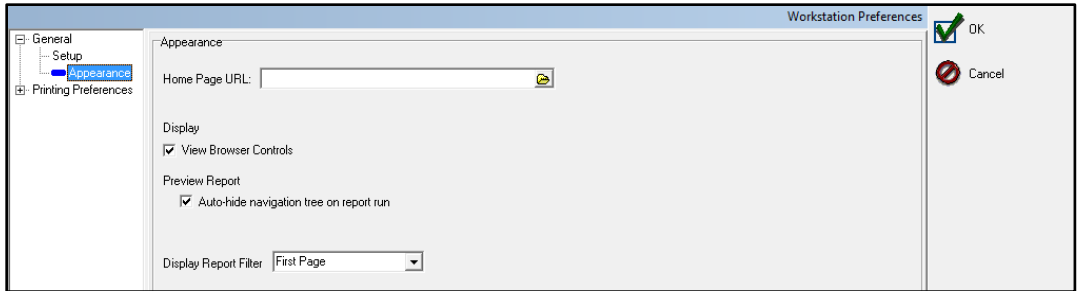 Workstation Preferences
General
Setup
Appearance
Printing Preferences
Appearance
Home Page URL:
Display
View Browser Controls
Preview Report
Auto-hide navigation tree on report run
Display Report Filter First Page
OK
Cancel